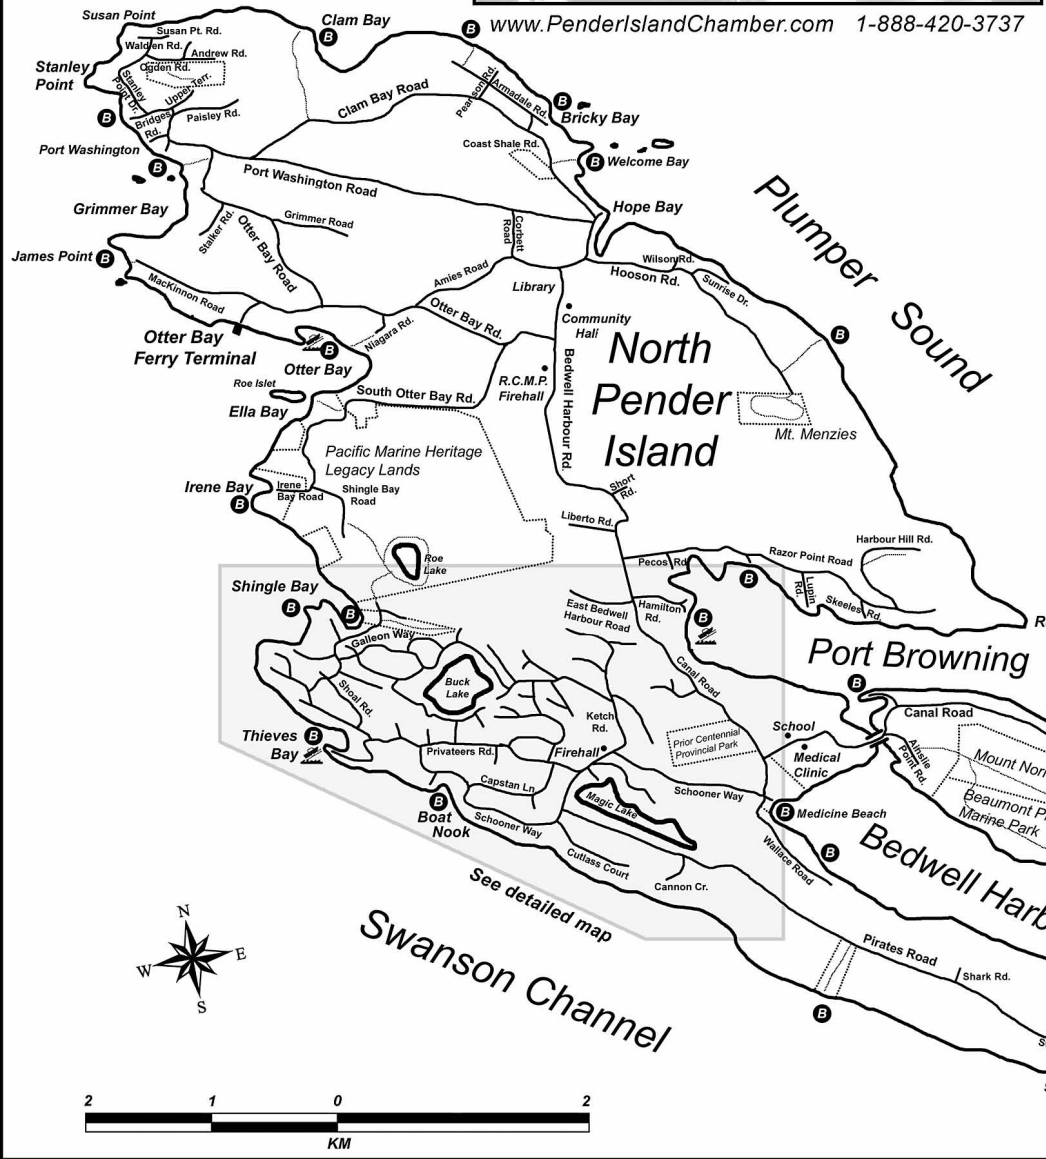 www.PenderIslandChamber.com 1-888-420-3737
Susan Point
Clam Bay
B
B
Susan Pt. Rd.
Walden Rd.
Andrew Rd.
Stanley
Point
Ogden Rd.
Stanley
Point Dr.
Upper Terr.
Clam Bay Road
Pearson Rd.
Armadale Rd.
B
Bricky Bay
B
Bridges
Rd.
Paisley Rd.
Port Washington
B
Coast Shale Rd.
B
Welcome Bay
Port Washington Road
Grimmer Bay
Hope Bay
Plumper Sound
Stalker Rd.
Otter Bay Road
Grimmer Road
Corbett
Road
James Point
B
MacKinnon Road
Amies Road
Library
Wilson Rd.
Hooson Rd.
Sunrise Dr.
Otter Bay Rd.
Community
Hall
Otter Bay
Ferry Terminal
Niagara Rd.
B
Otter Bay
B
North
Pender
Island
Bedwell Harbour Rd.
R.C.M.P.
Firehall
Roe Islet
Ella Bay
South Otter Bay Rd.
Mt. Menzies
Pacific Marine Heritage
Legacy Lands
Irene Bay
B
Irene
Bay Road
Shingle Bay
Road
Short
Rd.
Liberto Rd.
Roe
Lake
Harbour Hill Rd.
Pecos Rd
Razor Point Road
Shingle Bay
B
B
B
Lupin
Rd.
Skeeles Rd.
East Bedwell
Harbour Road
Hamilton
Rd.
B
R
Galleon Way
Port Browning
Canal Road
Buck
Lake
Shoal Rd.
B
Canal Road
Ketch
Rd.
Thieves
Bay
B
Privateers Rd.
Firehall
Prior Centennial
Provincial Park
School
Medical
Clinic
Ainslie
Point Rd.
Mount Nor
Beaumont
Marine Park
Capstan Ln
Magic Lake
Schooner Way
B
Medicine Beach
B
Boat
Nook
Schooner Way
Cutlass Court
Cannon Cr.
Wallace Road
B
Bedwell Harb
See detailed map
Swanson Channel
Pirates Road
Shark Rd.
B
N
W
E
S
2 1 0 2
KM